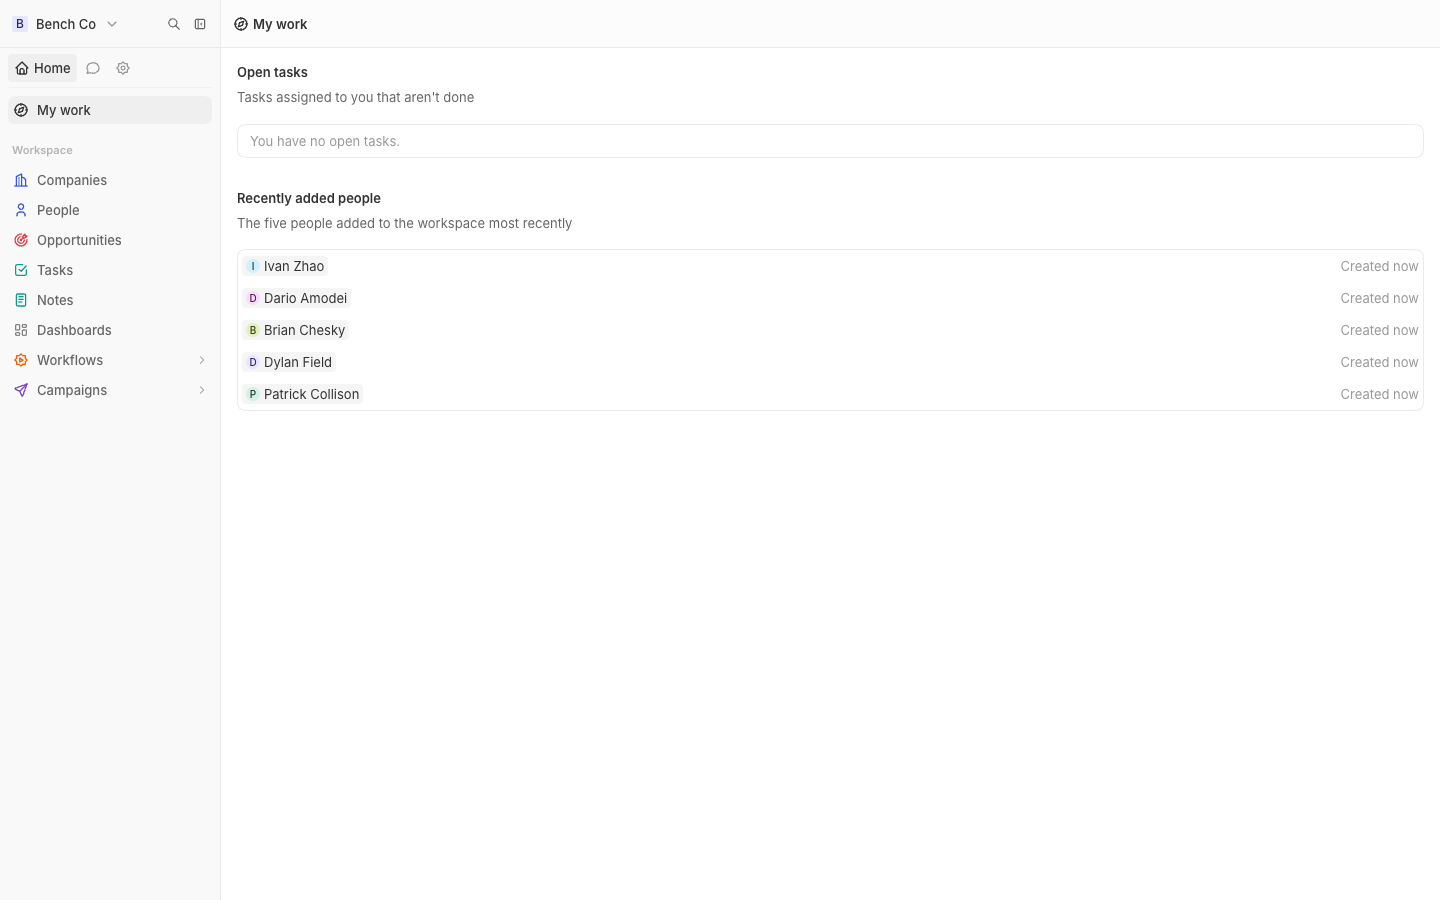 B Bench Co
Home
My work
Workspace
Companies
People
Opportunities
Tasks
Notes
Dashboards
Workflows
Campaigns
My work
Open tasks
Tasks assigned to you that aren't done
You have no open tasks.
Recently added people
The five people added to the workspace most recently
I Ivan Zhao Created now
D Dario Amodei Created now
B Brian Chesky Created now
D Dylan Field Created now
P Patrick Collison Created now